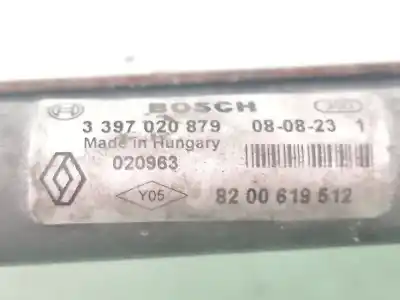 BOSCH
3 397 020 879 08-08-23 1
Made in Hungary
020963
Y05 82 00 619 512